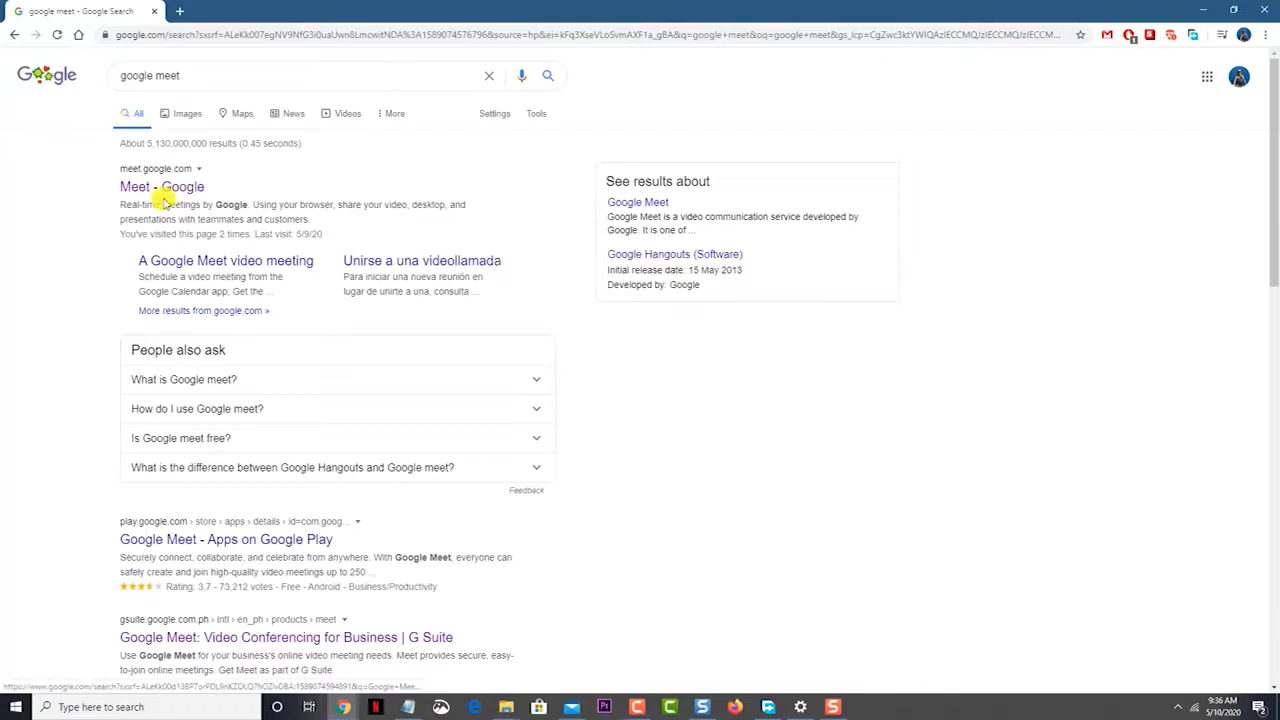 google meet - Google Search
google.com/search?sxsrf=
Google
google meet
All Images Maps News Videos More Settings Tools
About 5,130,000,000 results (0.45 seconds)
meet.google.com
Meet - Google
Real-time meetings by Google. Using your browser, share your video, desktop, and
presentations with teammates and customers.
You've visited this page 2 times. Last visit: 5/9/20
A Google Meet video meeting
Schedule a video meeting from the
Google Calendar app; Get the ...
Unirse a una videollamada
Para iniciar una nueva reunión en
lugar de unirte a una, consulta ...
More results from google.com »
People also ask
What is Google meet?
How do I use Google meet?
Is Google meet free?
What is the difference between Google Hangouts and Google meet?
Feedback
play.google.com › store › apps › details › id=com.goog...
Google Meet - Apps on Google Play
Securely connect, collaborate, and celebrate from anywhere. With Google Meet, everyone can
safely create and join high-quality video meetings up to 250 ...
Rating: 3.7 - 73,212 votes - Free - Android - Business/Productivity
gsuite.google.com.ph › intl › en_ph › products › meet
Google Meet: Video Conferencing for Business | G Suite
Use Google Meet for your business's online video meeting needs. Meet provides secure, easy-
to-join online meetings. Get Meet as part of G Suite
See results about
Google Meet
Google Meet is a video communication service developed by
Google. It is one of ...
Google Hangouts (Software)
Initial release date: 15 May 2013
Developed by: Google
Type here to search
Pr
9:36 AM
5/10/2020